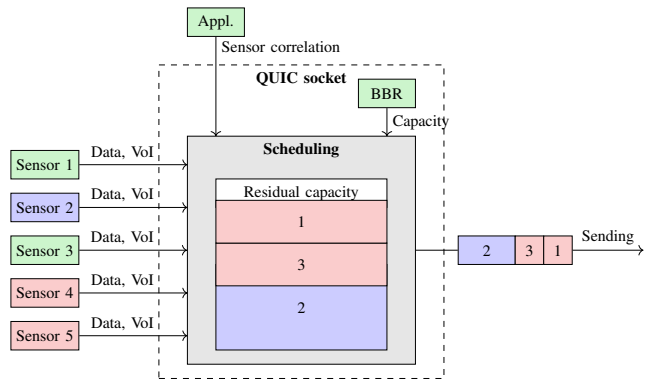 Appl.
Sensor correlation
QUIC socket
BBR
Capacity
Scheduling
Sensor 1
Data, VoI
Sensor 2
Data, VoI
Sensor 3
Data, VoI
Sensor 4
Data, VoI
Sensor 5
Data, VoI
Residual capacity
1
3
2
2 3 1
Sending